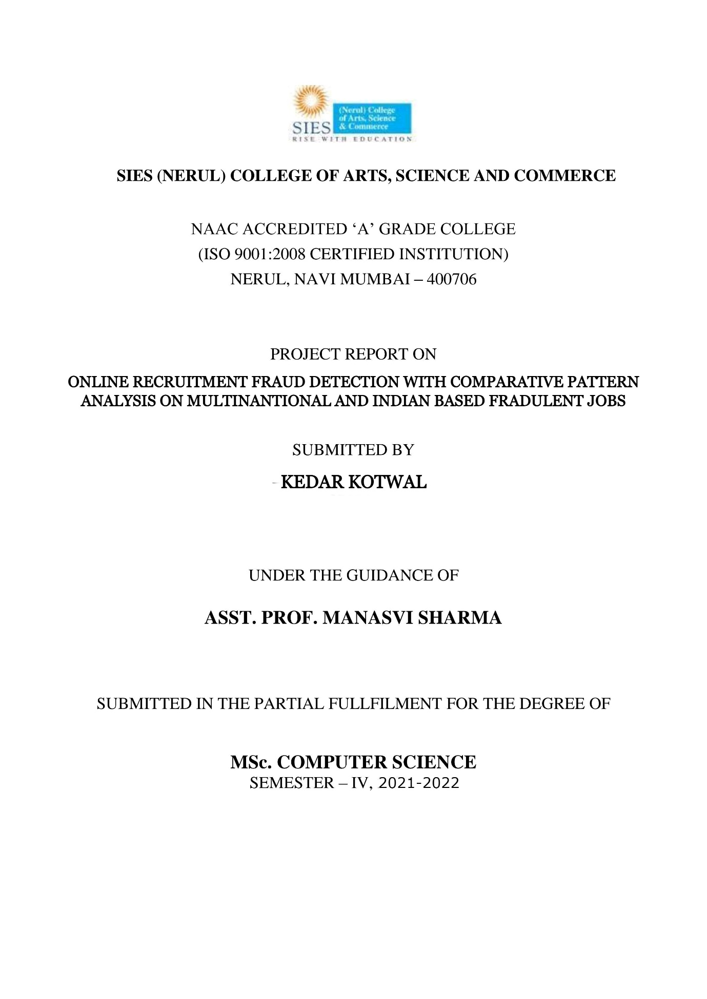 (Nerul) College
of Arts, Science
& Commerce
SIES
RISE WITH EDUCATION
SIES (NERUL) COLLEGE OF ARTS, SCIENCE AND COMMERCE
NAAC ACCREDITED ‘A’ GRADE COLLEGE
(ISO 9001:2008 CERTIFIED INSTITUTION)
NERUL, NAVI MUMBAI – 400706
PROJECT REPORT ON
ONLINE RECRUITMENT FRAUD DETECTION WITH COMPARATIVE PATTERN
ANALYSIS ON MULTINANTIONAL AND INDIAN BASED FRADULENT JOBS
SUBMITTED BY
- KEDAR KOTWAL
UNDER THE GUIDANCE OF
ASST. PROF. MANASVI SHARMA
SUBMITTED IN THE PARTIAL FULLFILMENT FOR THE DEGREE OF
MSc. COMPUTER SCIENCE
SEMESTER – IV, 2021-2022